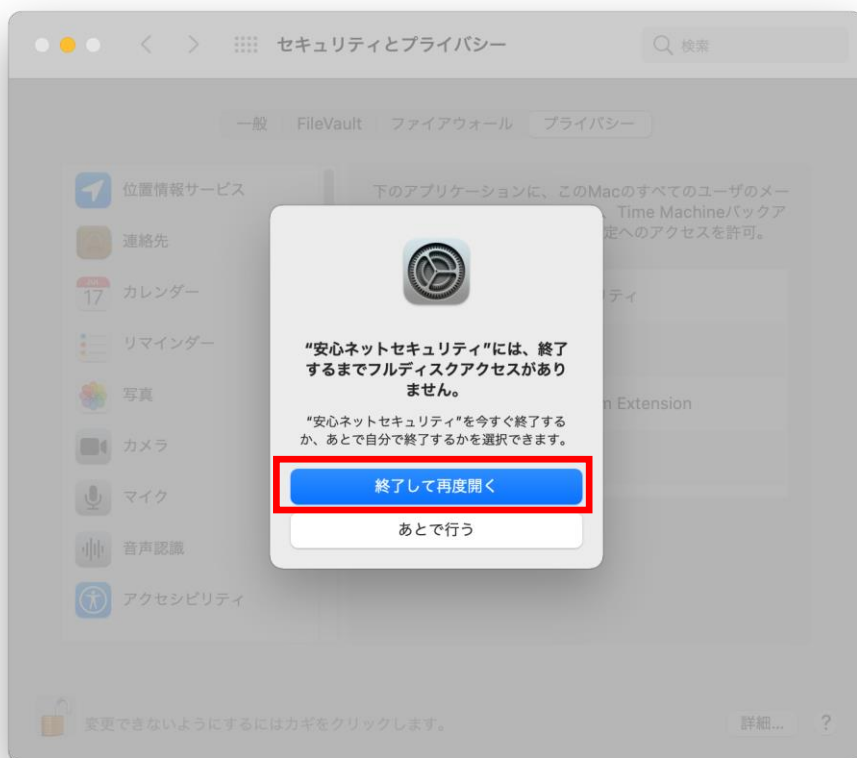 セキュリティとプライバシー
検索
一般 FileVault ファイアウォール プライバシー
位置情報サービス
連絡先
JUL
17
カレンダー
リマインダー
写真
カメラ
マイク
音声認識
アクセシビリティ
下のアプリケーションに、このMacのすべてのユーザのメー
、Time Machineバックア
定へのアクセスを許可。
リティ
m Extension
“安心ネットセキュリティ”には、終了
するまでフルディスクアクセスがあり
ません。
“安心ネットセキュリティ”を今すぐ終了する
か、あとで自分で終了するかを選択できます。
終了して再度開く
あとで行う
変更できないようにするにはカギをクリックします。
詳細...
?